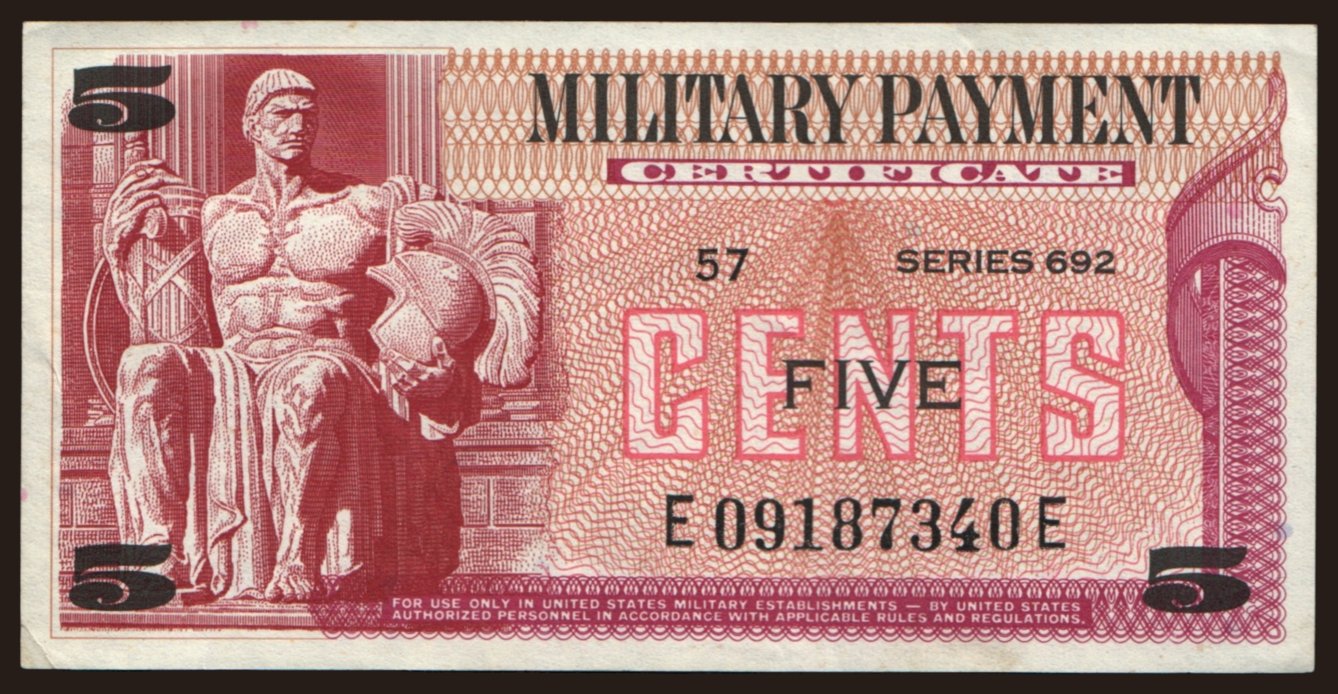 5
MILITARY PAYMENT
CERTIFICATE
57 SERIES 692
CENTS
FIVE
E09187340E
5
5
FOR USE ONLY IN UNITED STATES MILITARY ESTABLISHMENTS — BY UNITED STATES
AUTHORIZED PERSONNEL IN ACCORDANCE WITH APPLICABLE RULES AND REGULATIONS.